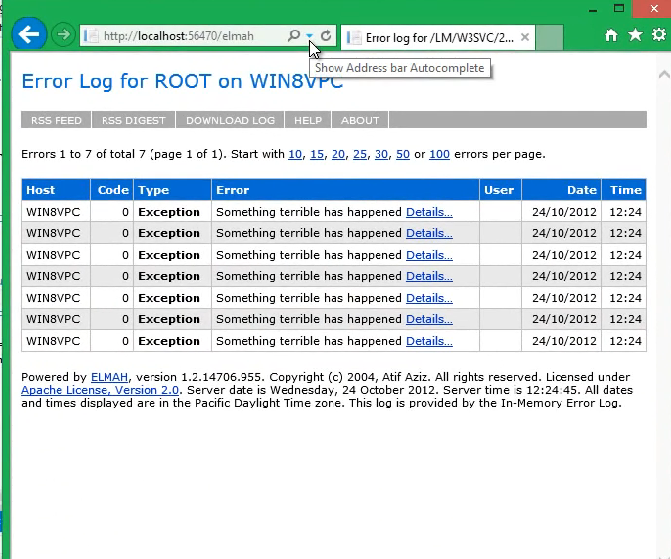 http://localhost:56470/elmah
Error log for /LM/W3SVC/2...
Show Address bar Autocomplete
Error Log for ROOT on WIN8VPC
RSS FEED RSS DIGEST DOWNLOAD LOG HELP ABOUT
Errors 1 to 7 of total 7 (page 1 of 1). Start with 10, 15, 20, 25, 30, 50 or 100 errors per page.
Host Code Type Error User Date Time
WIN8VPC 0 Exception Something terrible has happened Details... 24/10/2012 12:24
WIN8VPC 0 Exception Something terrible has happened Details... 24/10/2012 12:24
WIN8VPC 0 Exception Something terrible has happened Details... 24/10/2012 12:24
WIN8VPC 0 Exception Something terrible has happened Details... 24/10/2012 12:24
WIN8VPC 0 Exception Something terrible has happened Details... 24/10/2012 12:24
WIN8VPC 0 Exception Something terrible has happened Details... 24/10/2012 12:24
WIN8VPC 0 Exception Something terrible has happened Details... 24/10/2012 12:24
Powered by ELMAH, version 1.2.14706.955. Copyright (c) 2004, Atif Aziz. All rights reserved. Licensed under
Apache License, Version 2.0. Server date is Wednesday, 24 October 2012. Server time is 12:24:45. All dates
and times displayed are in the Pacific Daylight Time zone. This log is provided by the In-Memory Error Log.